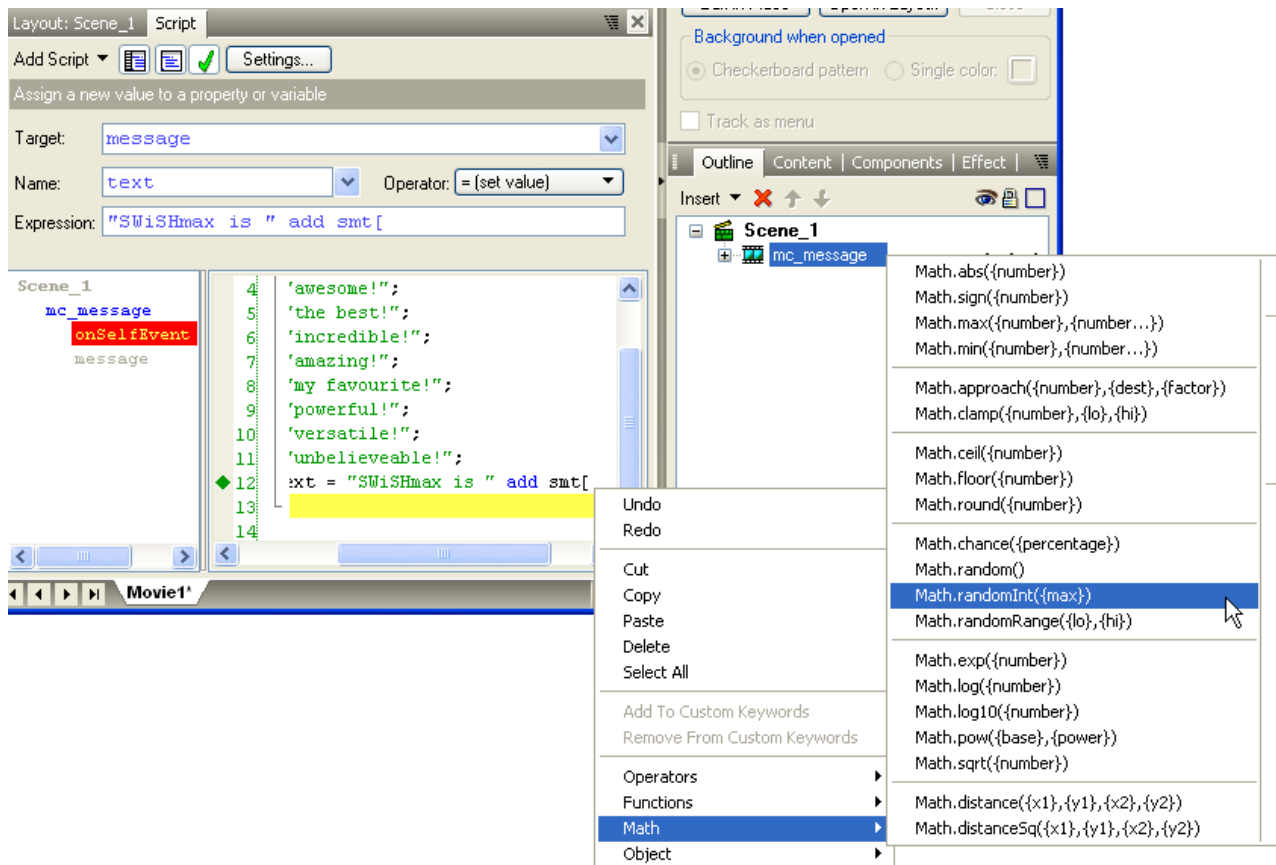 Layout: Scene_1 Script
Add Script Settings...
Assign a new value to a property or variable
Target: message
Name: text Operator: = (set value)
Expression: "SWiSHmax is " add smt[
Scene_1
mc_message
onSelfEvent
message
4 "awesome!";
5 "the best!";
6 "incredible!";
7 "amazing!";
8 "my favourite!";
9 "powerful!";
10 "versatile!";
11 "unbelieveable!";
12 ext = "SWiSHmax is " add smt[
13
14
Movie1*
Background when opened
Checkerboard pattern Single color:
Track as menu
Outline Content Components Effect
Insert
Scene_1
mc_message
Undo
Redo
Cut
Copy
Paste
Delete
Select All
Add To Custom Keywords
Remove From Custom Keywords
Operators
Functions
Math
Object
Math.abs({number})
Math.sign({number})
Math.max({number},{number...})
Math.min({number},{number...})
Math.approach({number},{dest},{factor})
Math.clamp({number},{lo},{hi})
Math.ceil({number})
Math.floor({number})
Math.round({number})
Math.chance({percentage})
Math.random()
Math.randomInt({max})
Math.randomRange({lo},{hi})
Math.exp({number})
Math.log({number})
Math.log10({number})
Math.pow({base},{power})
Math.sqrt({number})
Math.distance({x1},{y1},{x2},{y2})
Math.distanceSq({x1},{y1},{x2},{y2})